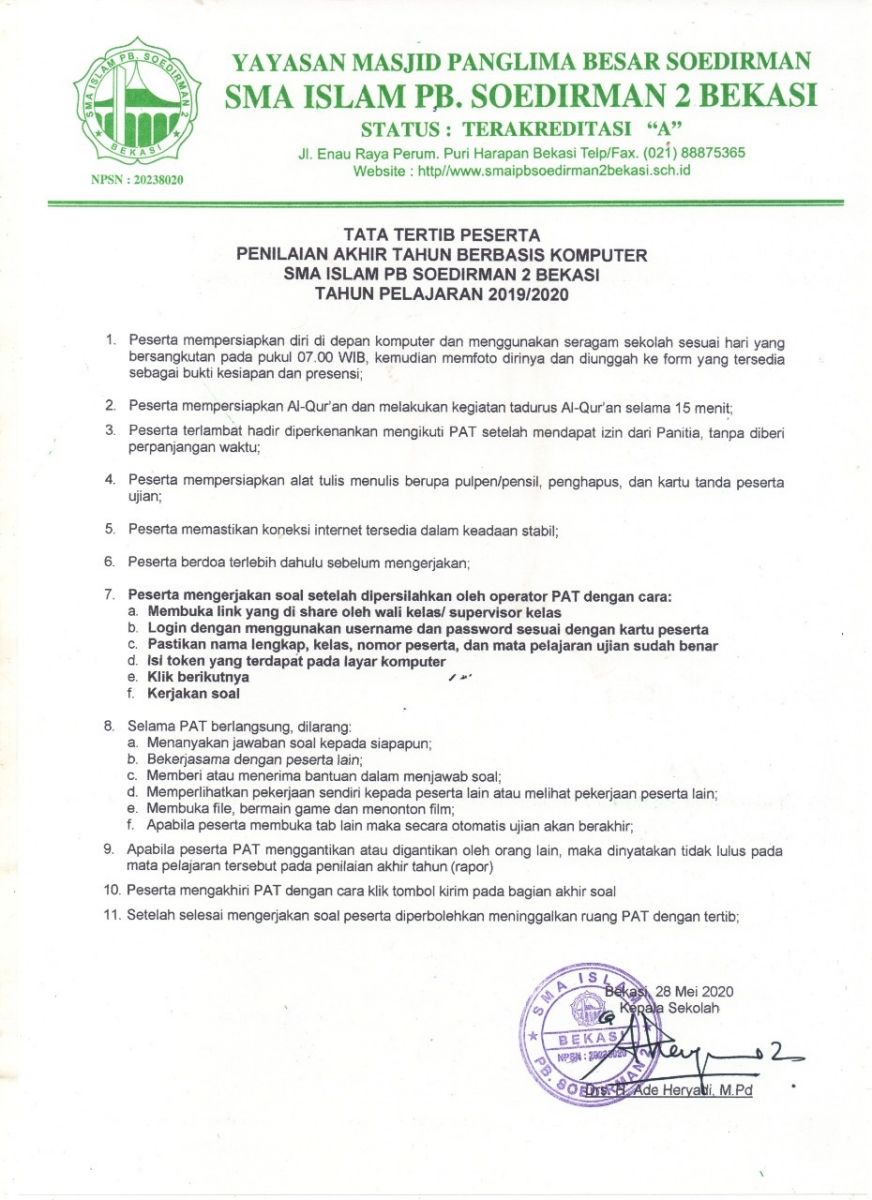 YAYASAN MASJID PANGLIMA BESAR SOEDIRMAN
SMA ISLAM PB. SOEDIRMAN 2 BEKASI
STATUS : TERAKREDITASI “A”
Jl. Enau Raya Perum. Puri Harapan Bekasi Telp/Fax. (021) 88875365
Website : http//www.smaipbsoedirman2bekasi.sch.id
SMA ISLAM PB. SOEDIRMAN 2
BEKASI
NPSN : 20238020
TATA TERTIB PESERTA
PENILAIAN AKHIR TAHUN BERBASIS KOMPUTER
SMA ISLAM PB SOEDIRMAN 2 BEKASI
TAHUN PELAJARAN 2019/2020
1. Peserta mempersiapkan diri di depan komputer dan menggunakan seragam sekolah sesuai hari yang
bersangkutan pada pukul 07.00 WIB, kemudian memfoto dirinya dan diunggah ke form yang tersedia
sebagai bukti kesiapan dan presensi;
2. Peserta mempersiapkan Al-Qur’an dan melakukan kegiatan tadurus Al-Qur’an selama 15 menit;
3. Peserta terlambat hadir diperkenankan mengikuti PAT setelah mendapat izin dari Panitia, tanpa diberi
perpanjangan waktu;
4. Peserta mempersiapkan alat tulis menulis berupa pulpen/pensil, penghapus, dan kartu tanda peserta
ujian;
5. Peserta memastikan koneksi internet tersedia dalam keadaan stabil;
6. Peserta berdoa terlebih dahulu sebelum mengerjakan;
7. Peserta mengerjakan soal setelah dipersilahkan oleh operator PAT dengan cara:
a. Membuka link yang di share oleh wali kelas/ supervisor kelas
b. Login dengan menggunakan username dan password sesuai dengan kartu peserta
c. Pastikan nama lengkap, kelas, nomor peserta, dan mata pelajaran ujian sudah benar
d. Isi token yang terdapat pada layar komputer
e. Klik berikutnya
f. Kerjakan soal
8. Selama PAT berlangsung, dilarang:
a. Menanyakan jawaban soal kepada siapapun;
b. Bekerjasama dengan peserta lain;
c. Memberi atau menerima bantuan dalam menjawab soal;
d. Memperlihatkan pekerjaan sendiri kepada peserta lain atau melihat pekerjaan peserta lain;
e. Membuka file, bermain game dan menonton film;
f. Apabila peserta membuka tab lain maka secara otomatis ujian akan berakhir;
9. Apabila peserta PAT menggantikan atau digantikan oleh orang lain, maka dinyatakan tidak lulus pada
mata pelajaran tersebut pada penilaian akhir tahun (rapor)
10. Peserta mengakhiri PAT dengan cara klik tombol kirim pada bagian akhir soal
11. Setelah selesai mengerjakan soal peserta diperbolehkan meninggalkan ruang PAT dengan tertib;
Bekasi, 28 Mei 2020
Kepala Sekolah
SMA ISLAM
BEKASI
NPSN : 20238020
PB. SOEDIRMAN 2
Drs. H. Ade Heryadi, M.Pd